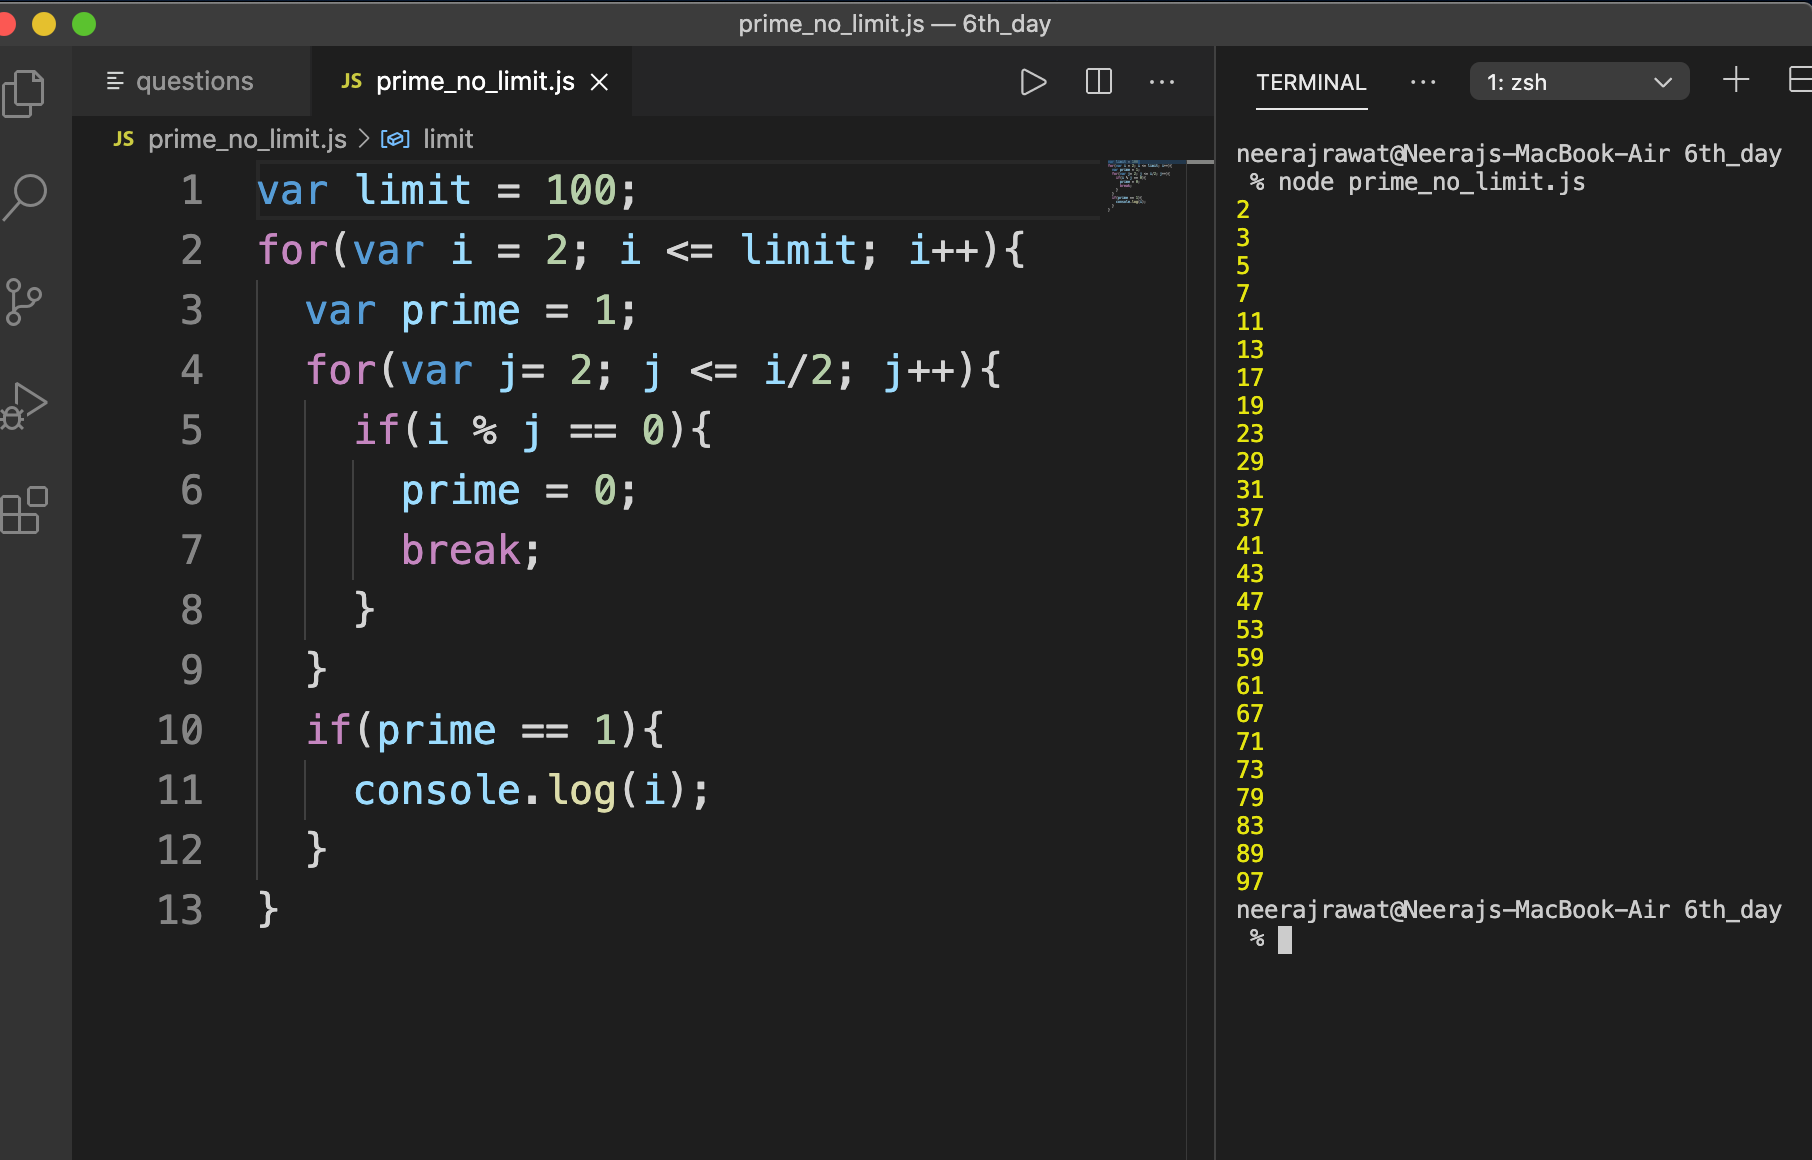 prime_no_limit.js — 6th_day
questions
JS prime_no_limit.js
JS prime_no_limit.js > limit
1 var limit = 100;
2 for(var i = 2; i <= limit; i++){
3 var prime = 1;
4 for(var j= 2; j <= i/2; j++){
5 if(i % j == 0){
6 prime = 0;
7 break;
8 }
9 }
10 if(prime == 1){
11 console.log(i);
12 }
13 }
TERMINAL ··· 1: zsh
neerajrawat@Neerajs-MacBook-Air 6th_day
% node prime_no_limit.js
2
3
5
7
11
13
17
19
23
29
31
37
41
43
47
53
59
61
67
71
73
79
83
89
97
neerajrawat@Neerajs-MacBook-Air 6th_day
%